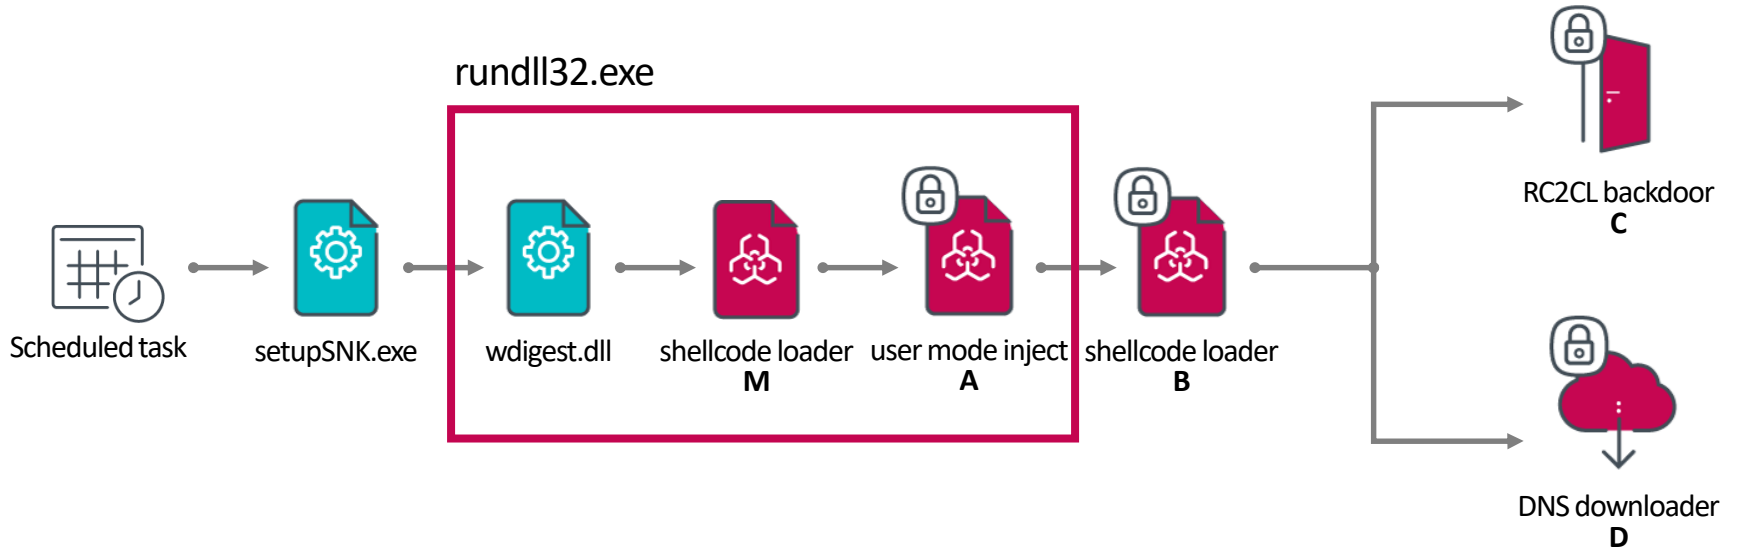 rundll32.exe
Scheduled task
setupSNK.exe
wdigest.dll
shellcode loader
M
user mode inject
A
shellcode loader
B
RC2CL backdoor
C
DNS downloader
D